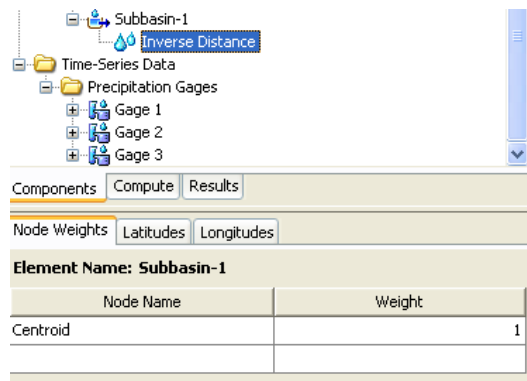 Subbasin-1
Inverse Distance
Time-Series Data
Precipitation Gages
Gage 1
Gage 2
Gage 3
Components Compute Results
Node Weights Latitudes Longitudes
Element Name: Subbasin-1
Node Name Weight
Centroid 1